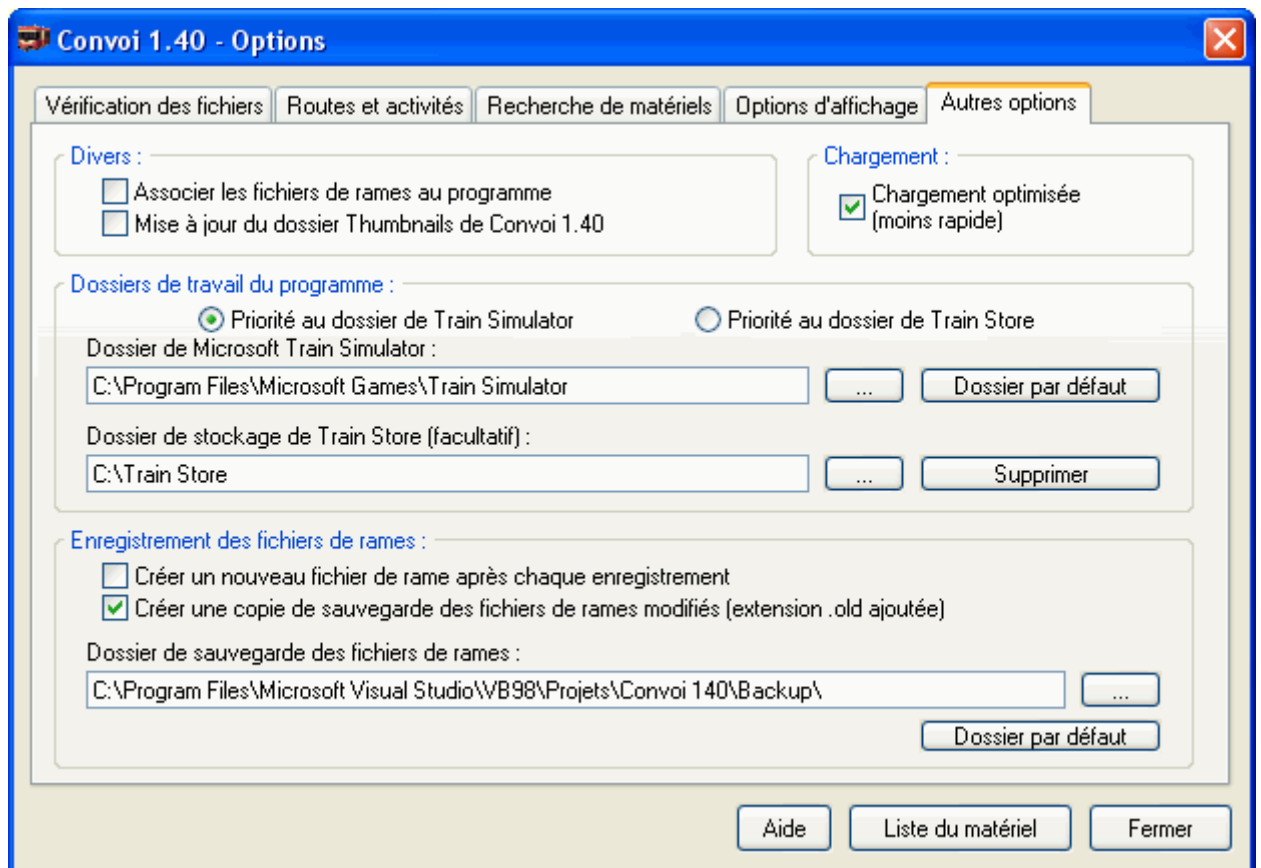 Convoi 1.40 - Options
Vérification des fichiers Routes et activités Recherche de matériels Options d'affichage Autres options
Divers :
Associer les fichiers de rames au programme
Mise à jour du dossier Thumbnails de Convoi 1.40
Chargement :
Chargement optimisée
(moins rapide)
Dossiers de travail du programme :
Priorité au dossier de Train Simulator Priorité au dossier de Train Store
Dossier de Microsoft Train Simulator :
C:\Program Files\Microsoft Games\Train Simulator ... Dossier par défaut
Dossier de stockage de Train Store (facultatif) :
C:\Train Store ... Supprimer
Enregistrement des fichiers de rames :
Créer un nouveau fichier de rame après chaque enregistrement
Créer une copie de sauvegarde des fichiers de rames modifiés (extension .old ajoutée)
Dossier de sauvegarde des fichiers de rames :
C:\Program Files\Microsoft Visual Studio\VB98\Projets\Convoi 140\Backup\ ...
Dossier par défaut
Aide Liste du matériel Fermer